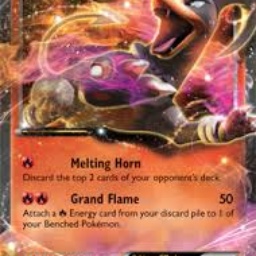 Melting Horn
Discard the top 2 cards of your opponent's deck.
Grand Flame 50
Attach a Energy card from your discard pile to 1 of
your Benched Pokémon.